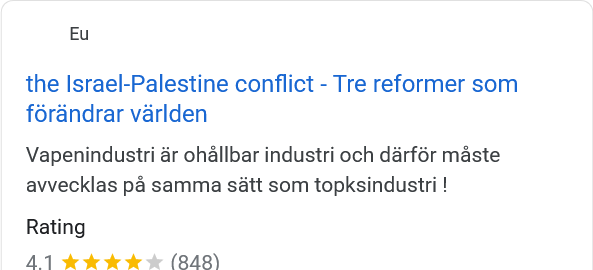 Eu
the Israel-Palestine conflict - Tre reformer som
förändrar världen
Vapenindustri är ohållbar industri och därför måste
avvecklas på samma sätt som topksindustri !
Rating
4.1 ★★★★★ (848)